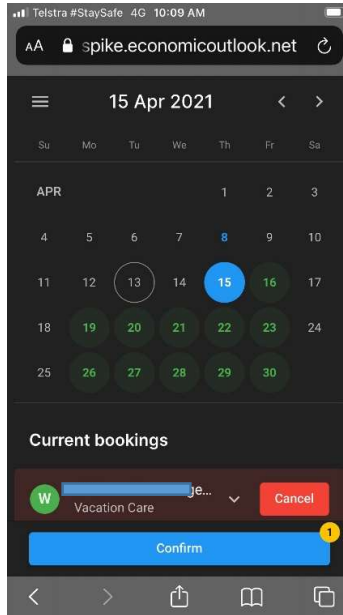 Telstra #StaySafe 4G 10:09 AM
AA spike.economicoutlook.net
15 Apr 2021 < >
Su Mo Tu We Th Fr Sa
APR 1 2 3
4 5 6 7 8 9 10
11 12 13 14 15 16 17
18 19 20 21 22 23 24
25 26 27 28 29 30
Current bookings
W ge... Cancel
Vacation Care
1
Confirm